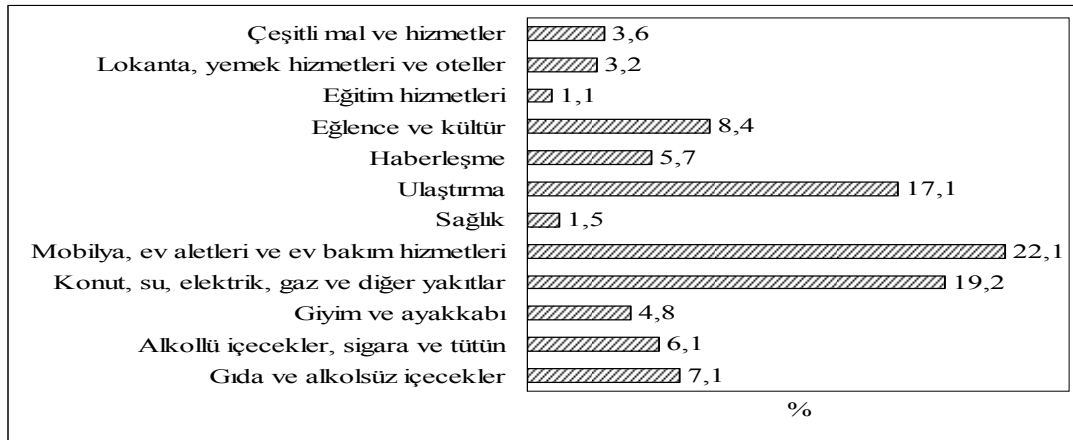 Çeşitli mal ve hizmetler 3,6
Lokanta, yemek hizmetleri ve oteller 3,2
Eğitim hizmetleri 1,1
Eğlence ve kültür 8,4
Haberleşme 5,7
Ulaştırma 17,1
Sağlık 1,5
Mobilya, ev aletleri ve ev bakım hizmetleri 22,1
Konut, su, elektrik, gaz ve diğer yakıtlar 19,2
Giyim ve ayakkabı 4,8
Alkollü içecekler, sigara ve tütün 6,1
Gıda ve alkolsüz içecekler 7,1
%